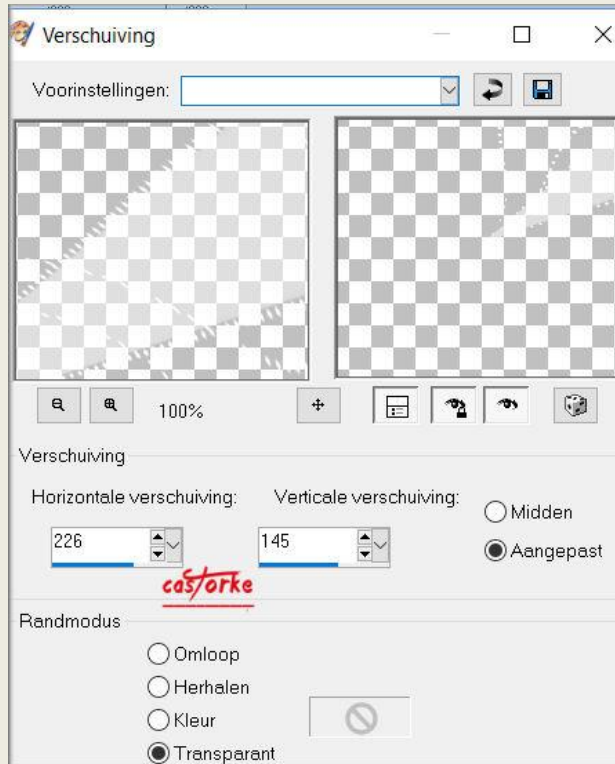 Verschuiving
Voorinstellingen:
100%
Verschuiving
Horizontale verschuiving: Verticale verschuiving:
226 145
Midden
Aangepast
castorke
Randmodus
Omloop
Herhalen
Kleur
Transparant